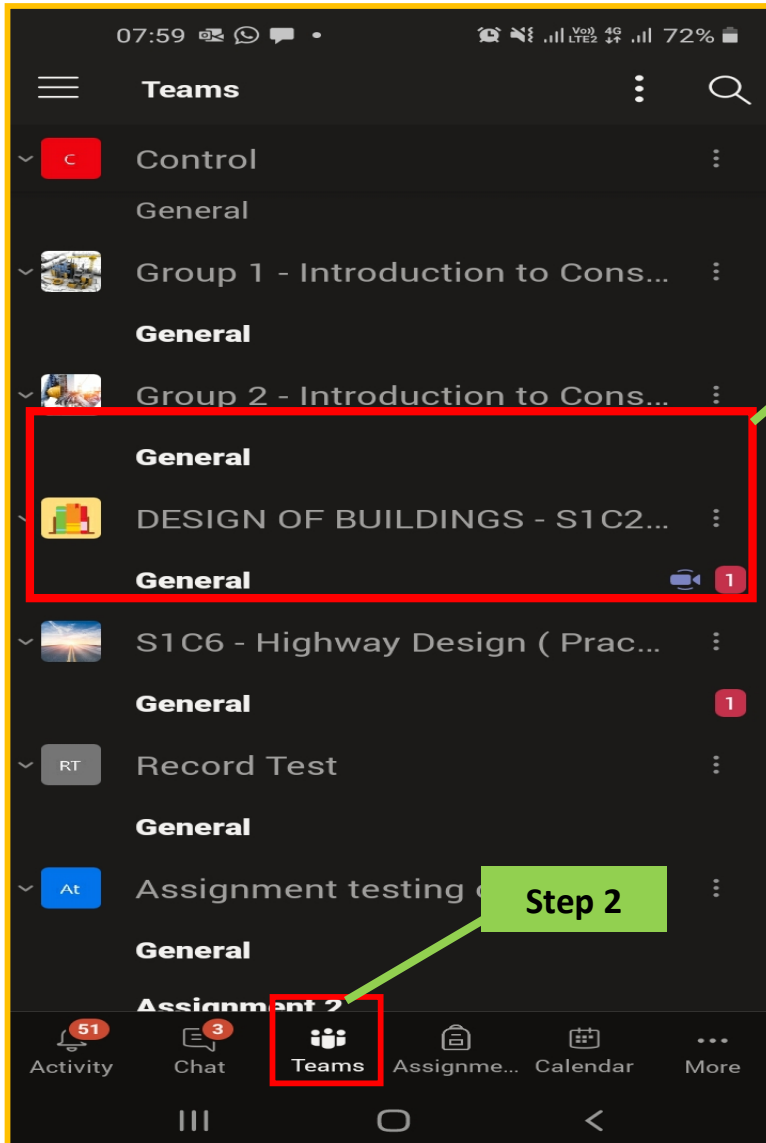 07:59 72%
Teams
C Control
General
Group 1 - Introduction to Cons...
General
Group 2 - Introduction to Cons...
General
DESIGN OF BUILDINGS - S1C2...
General 1
S1C6 - Highway Design ( Prac...
General 1
RT Record Test
General
At Assignment testing
Step 2
General
Assignment 2
51 3
Activity Chat Teams Assignme... Calendar More